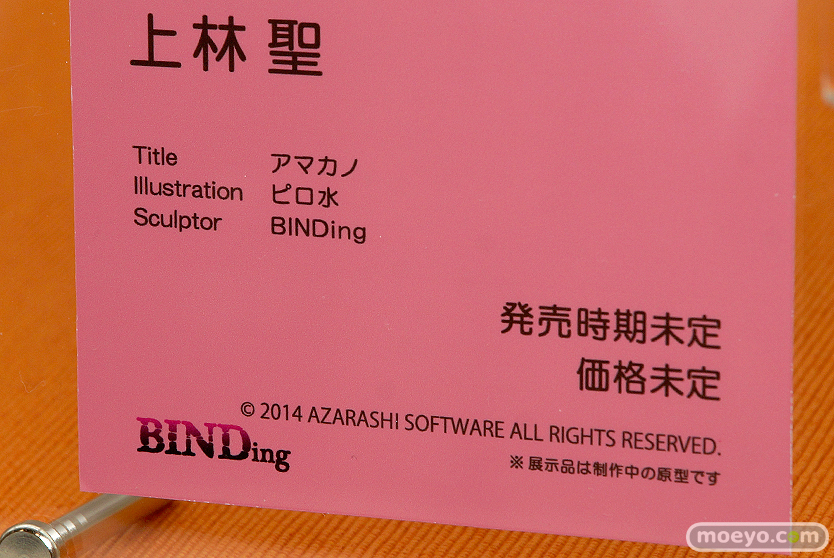 上林 聖
Title アマカノ
Illustration ピロ水
Sculptor BINDing
発売時期未定
価格未定
© 2014 AZARASHI SOFTWARE ALL RIGHTS RESERVED.
BINDing
※展示品は制作中の原型です
moeyo.com